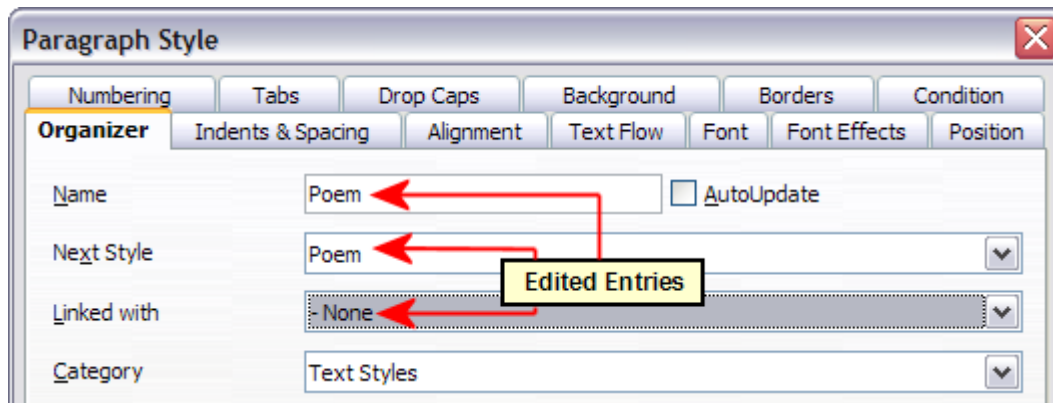 Paragraph Style
Numbering Tabs Drop Caps Background Borders Condition
Organizer Indents & Spacing Alignment Text Flow Font Font Effects Position
Name Poem AutoUpdate
Next Style Poem
Edited Entries
Linked with - None
Category Text Styles